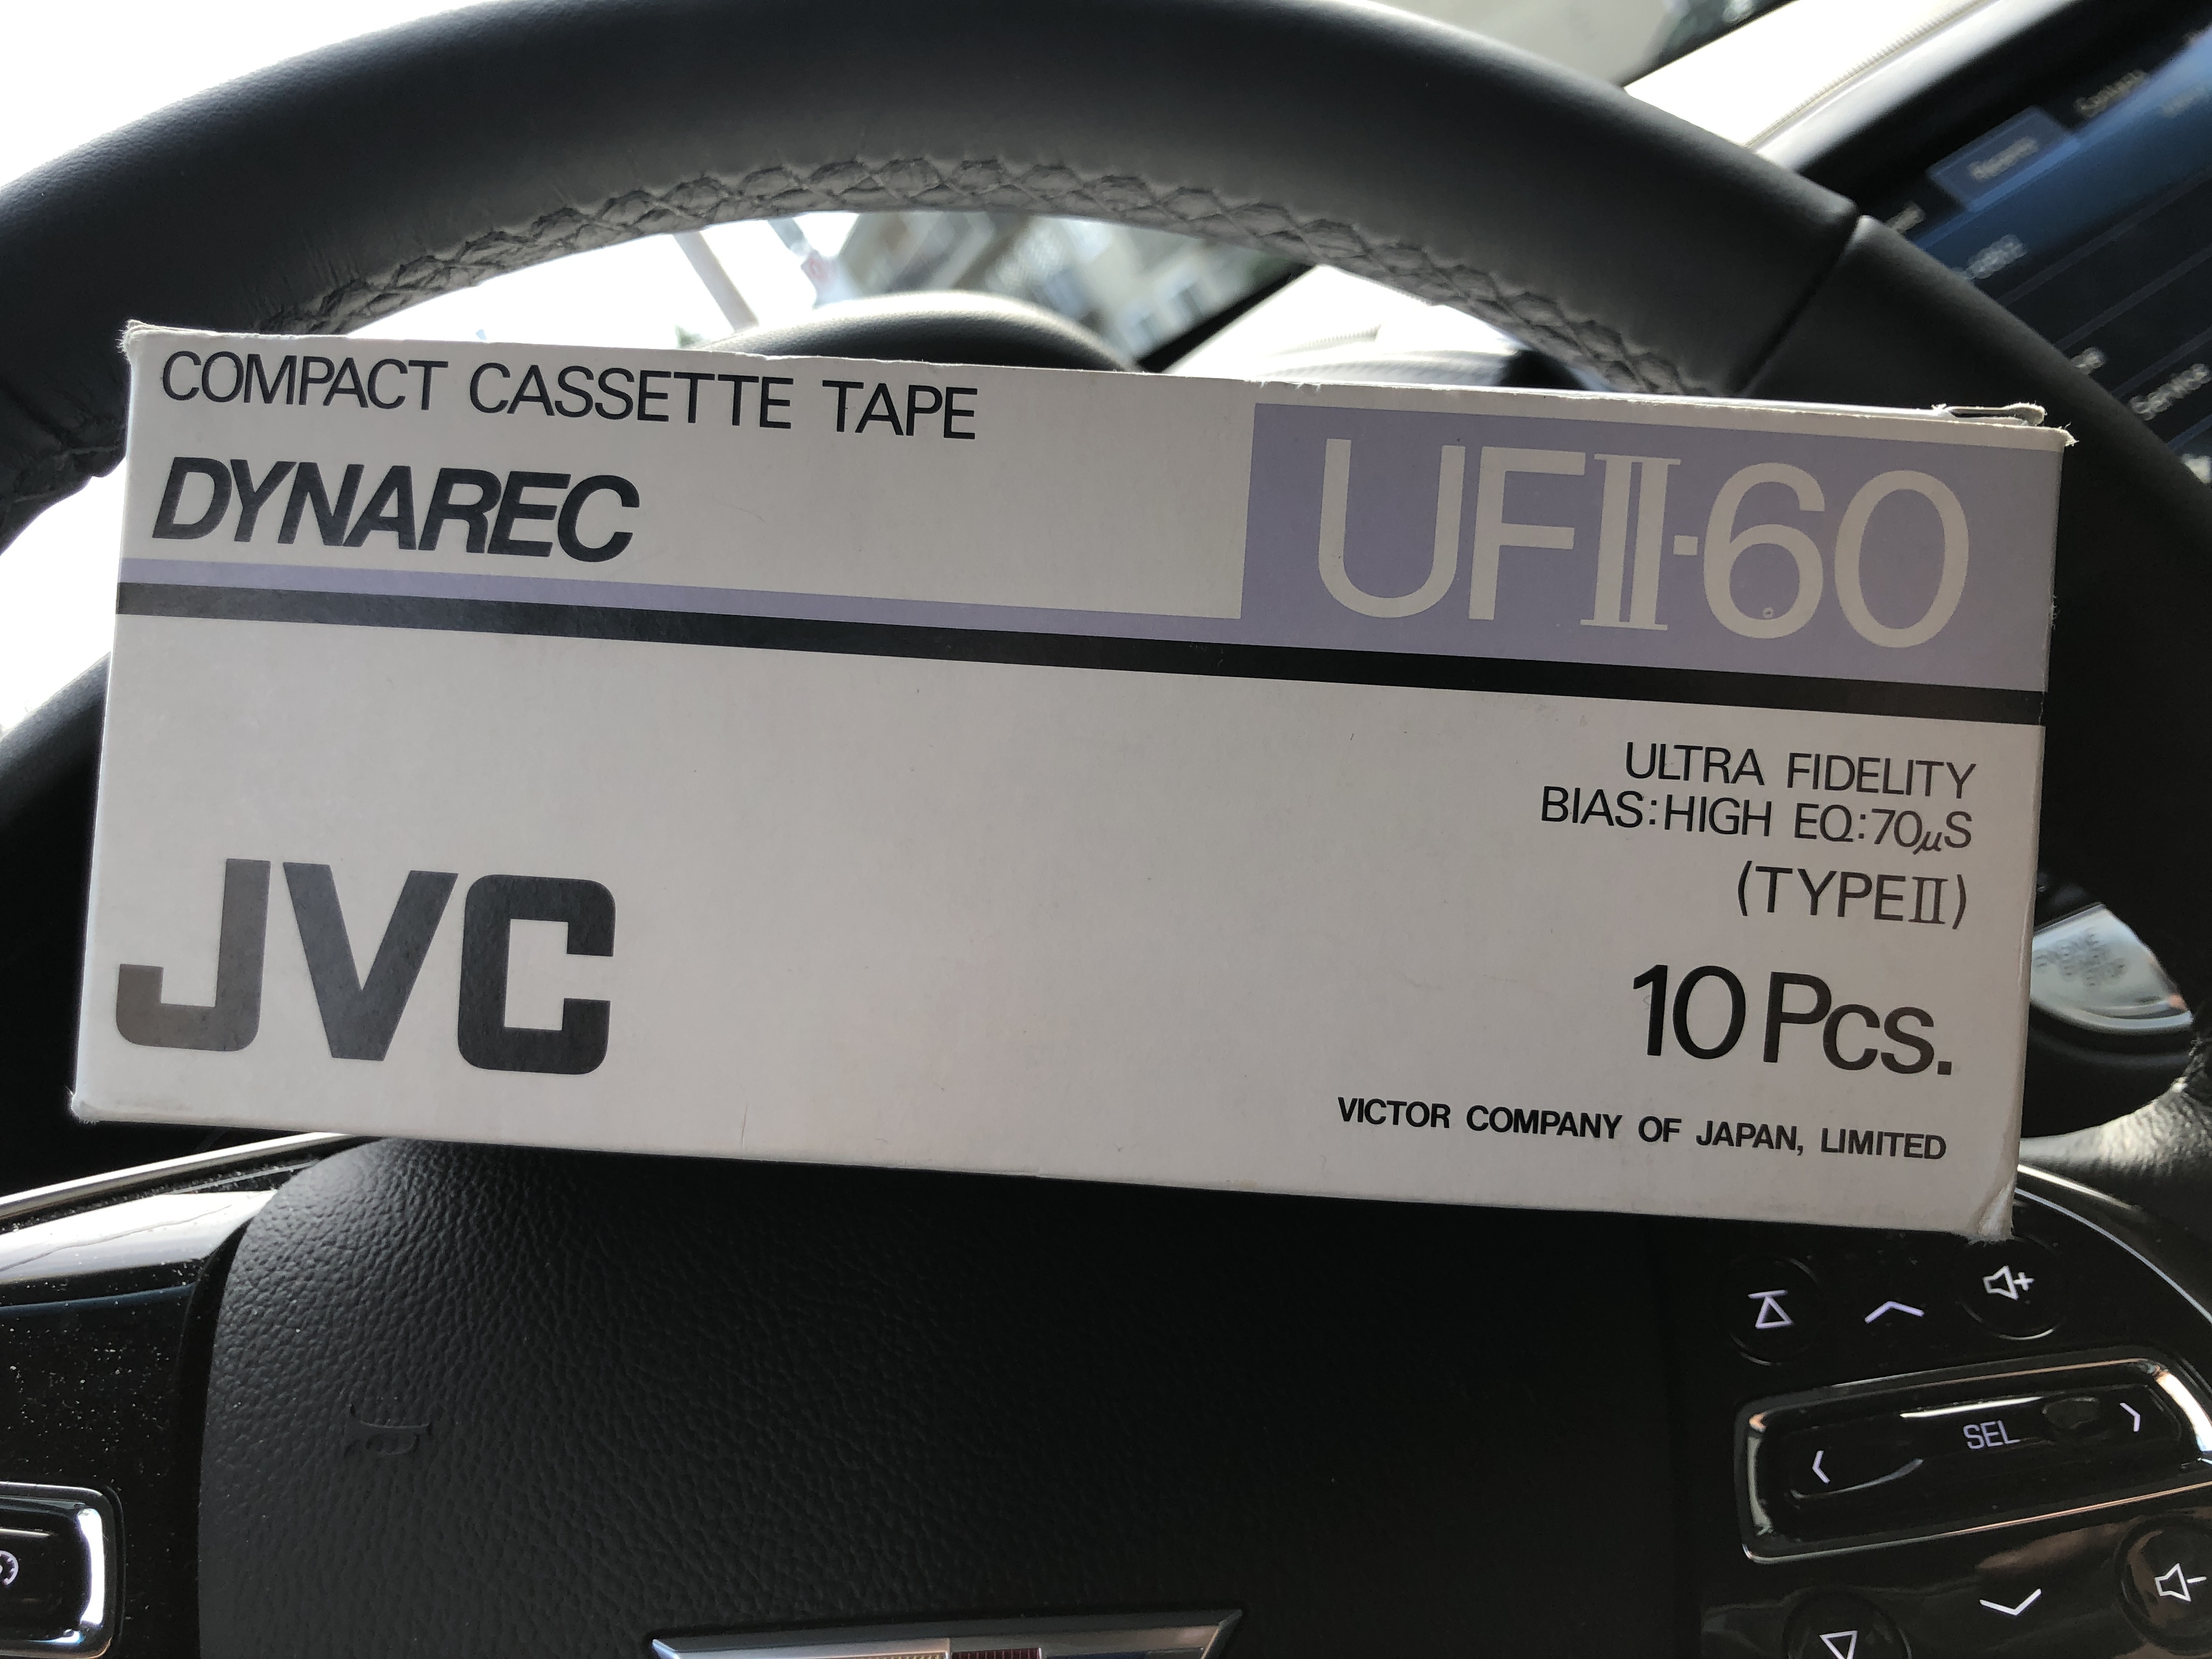 COMPACT CASSETTE TAPE
DYNAREC
UFII·60
ULTRA FIDELITY
BIAS:HIGH EQ:70μS
(TYPEII)
JVC
10 Pcs.
VICTOR COMPANY OF JAPAN, LIMITED
SEL
Service